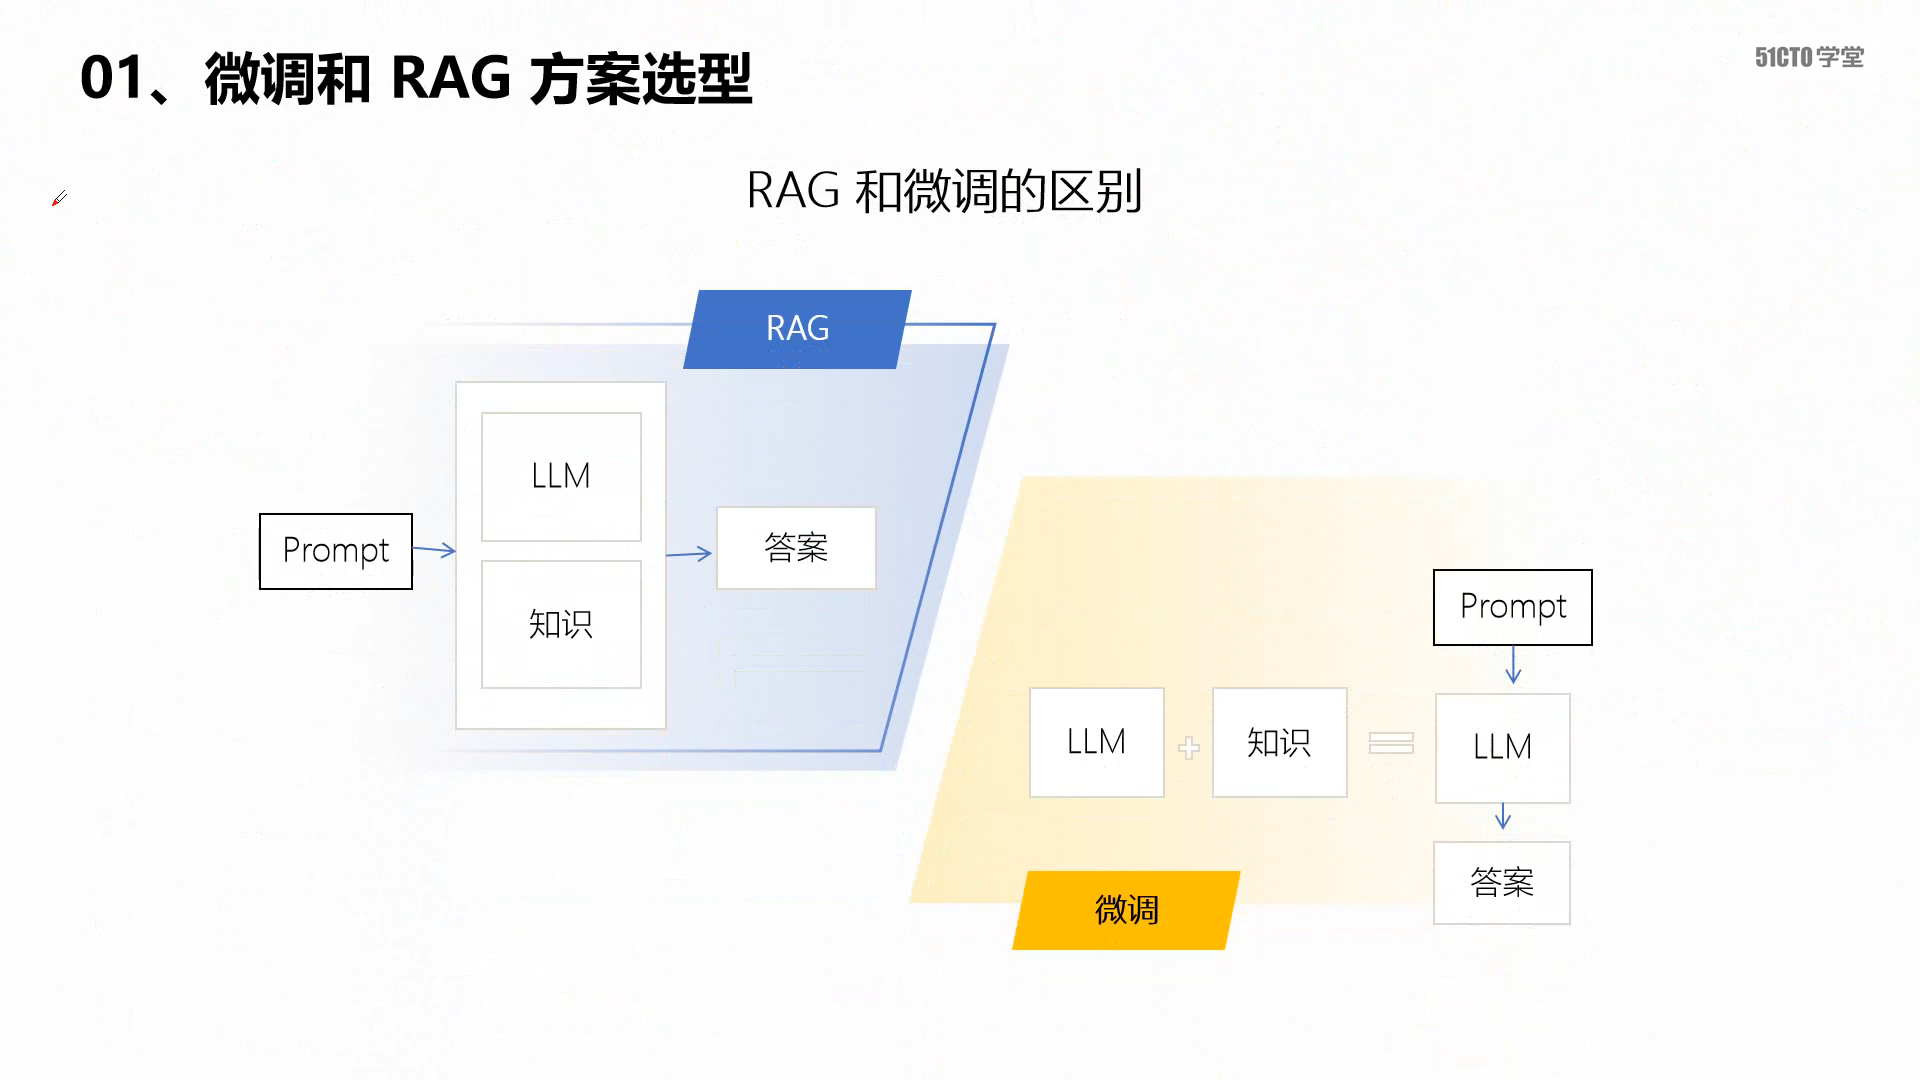 01、微调和 RAG 方案选型
51CTO学堂
RAG 和微调的区别
RAG
LLM
Prompt
答案
知识
Prompt
LLM
知识
LLM
答案
微调